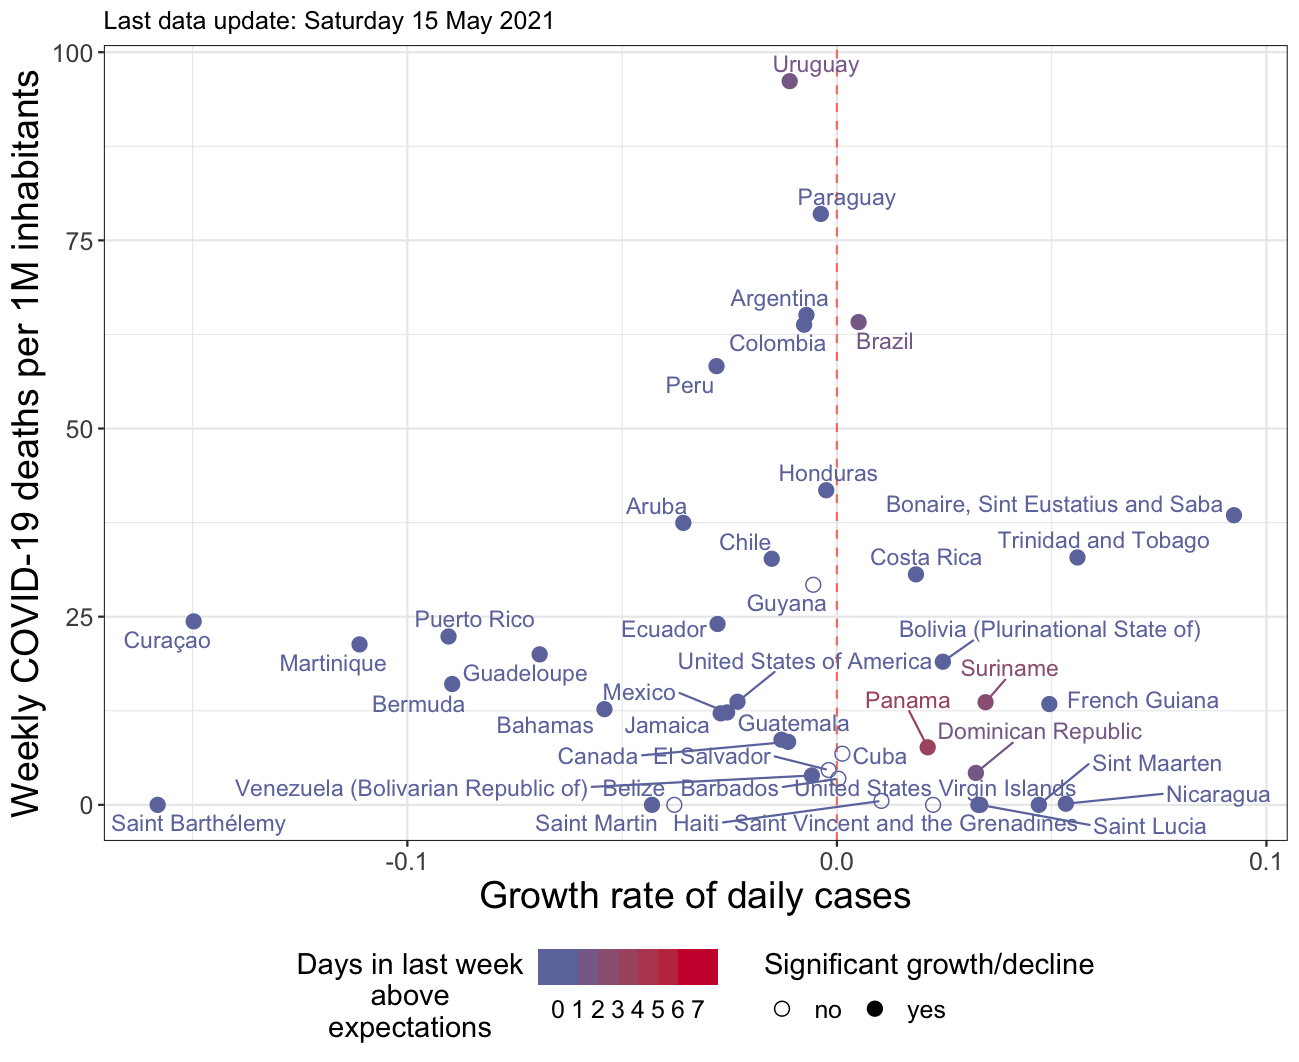 Last data update: Saturday 15 May 2021
Weekly COVID-19 deaths per 1M inhabitants
100
75
50
25
0
Uruguay
Paraguay
Argentina
Colombia
Brazil
Peru
Honduras
Aruba
Bonaire, Sint Eustatius and Saba
Chile
Trinidad and Tobago
Costa Rica
Guyana
Puerto Rico
Ecuador
Bolivia (Plurinational State of)
Curaçao
Martinique
Guadeloupe
United States of America
Suriname
Mexico
Panama
French Guiana
Bermuda
Bahamas
Jamaica
Guatemala
Dominican Republic
Canada
El Salvador
Cuba
Sint Maarten
Venezuela (Bolivarian Republic of)
Belize
Barbados
United States Virgin Islands
Nicaragua
Saint Barthélemy
Saint Martin
Haiti
Saint Vincent and the Grenadines
Saint Lucia
-0.1
0.0
0.1
Growth rate of daily cases
Days in last week
above
expectations
0 1 2 3 4 5 6 7
Significant growth/decline
no
yes